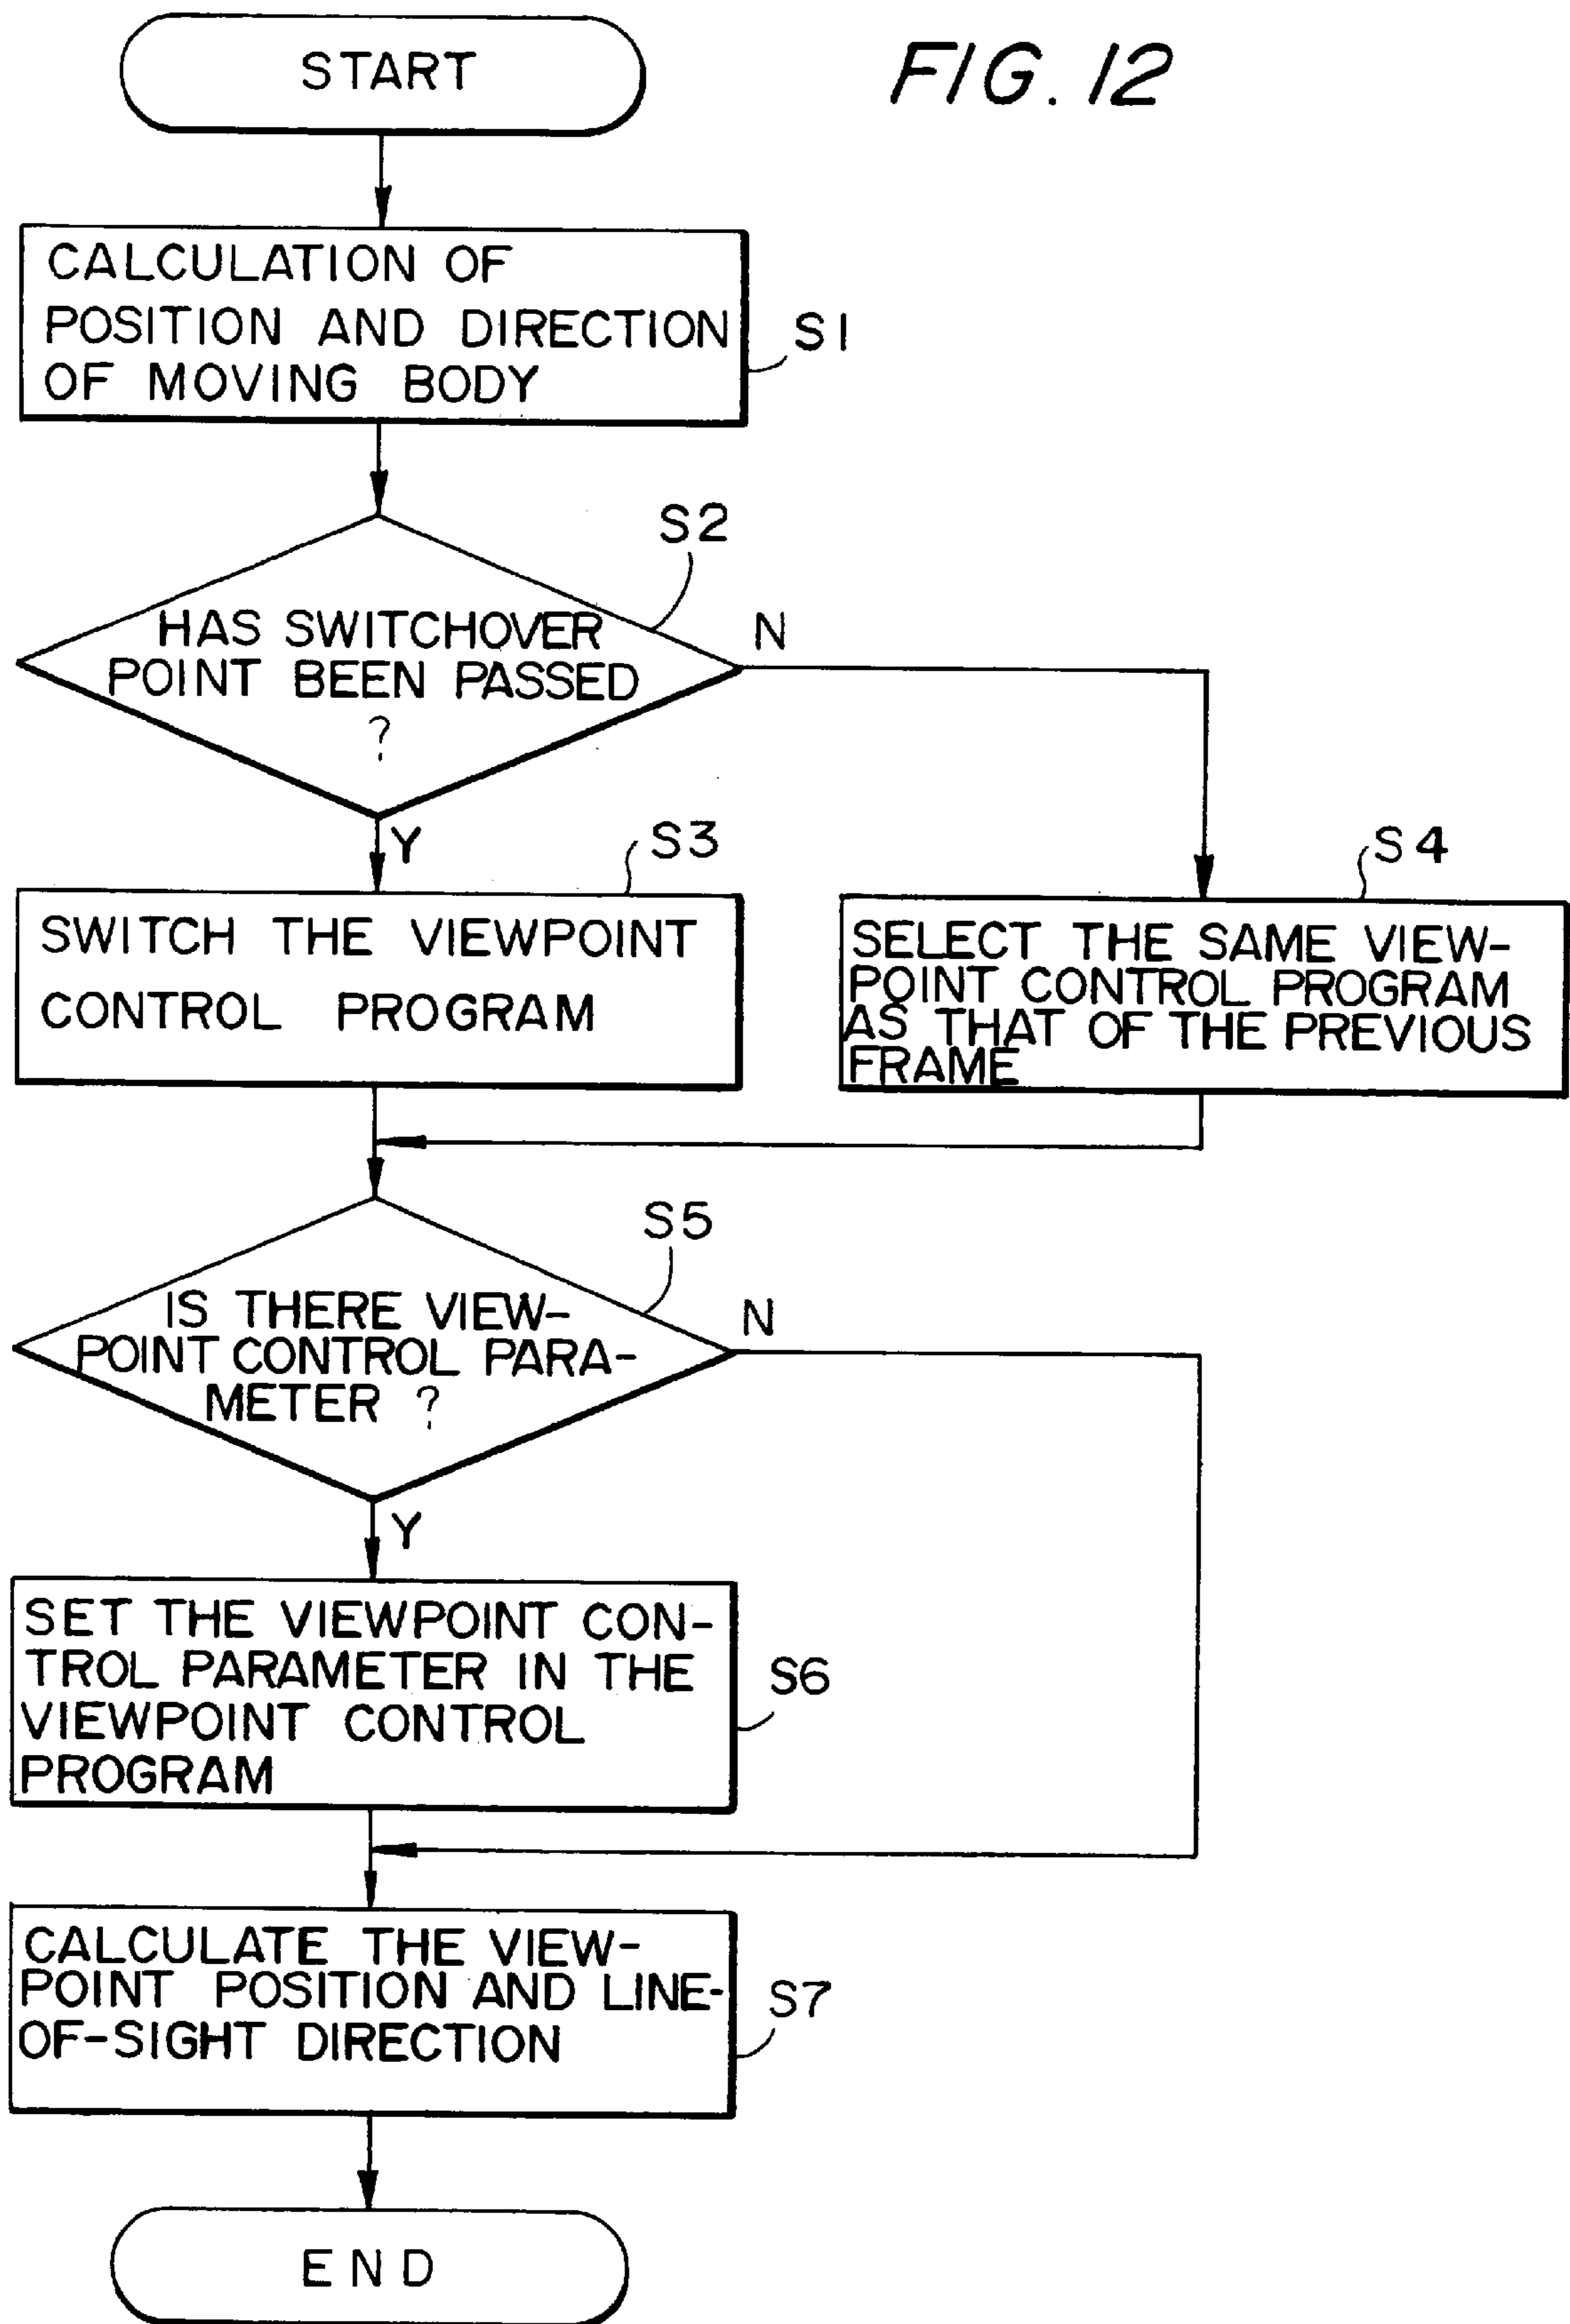 START
FIG. 12
CALCULATION OF
POSITION AND DIRECTION
OF MOVING BODY
S1
S2
HAS SWITCHOVER
POINT BEEN PASSED
?
N
Y
S3
SWITCH THE VIEWPOINT
CONTROL PROGRAM
S4
SELECT THE SAME VIEW-
POINT CONTROL PROGRAM
AS THAT OF THE PREVIOUS
FRAME
S5
IS THERE VIEW-
POINT CONTROL PARA-
METER ?
N
Y
SET THE VIEWPOINT CON-
TROL PARAMETER IN THE
VIEWPOINT CONTROL
PROGRAM
S6
CALCULATE THE VIEW-
POINT POSITION AND LINE-
OF-SIGHT DIRECTION
S7
END